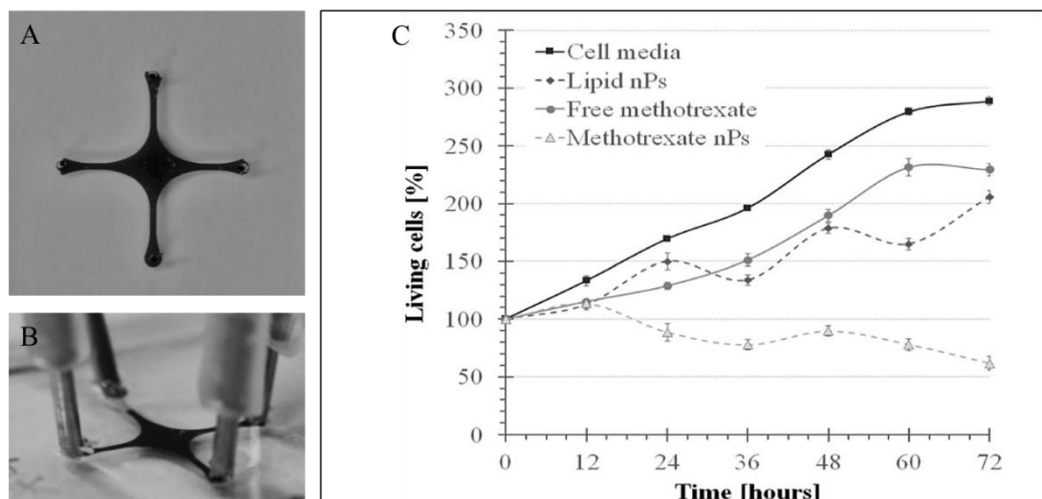 A
B
C
Living cells [%]
350
300
250
200
150
100
50
0
Cell media
Lipid nPs
Free methotrexate
Methotrexate nPs
0 12 24 36 48 60 72
Time [hours]